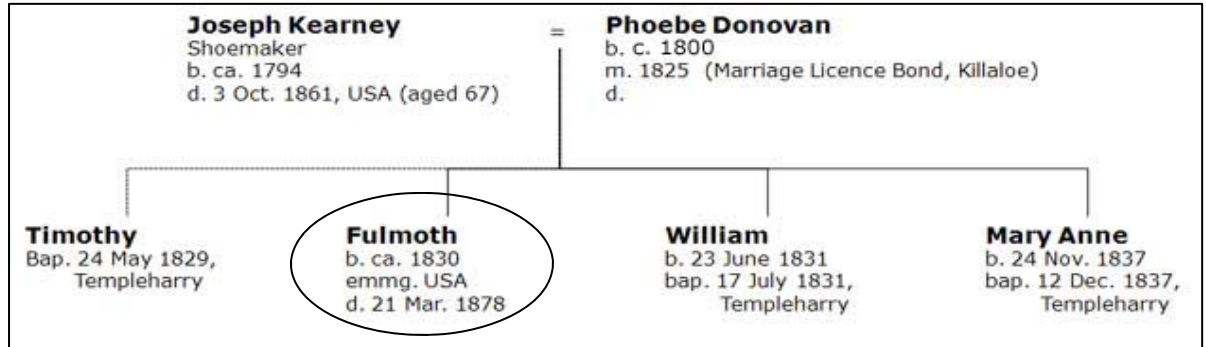 Joseph Kearney
Shoemaker
b. ca. 1794
d. 3 Oct. 1861, USA (aged 67)
=
Phoebe Donovan
b. c. 1800
m. 1825 (Marriage Licence Bond, Killaloe)
d.
Timothy
Bap. 24 May 1829,
Templeharry
Fulmoth
b. ca. 1830
emmg. USA
d. 21 Mar. 1878
William
b. 23 June 1831
bap. 17 July 1831,
Templeharry
Mary Anne
b. 24 Nov. 1837
bap. 12 Dec. 1837,
Templeharry